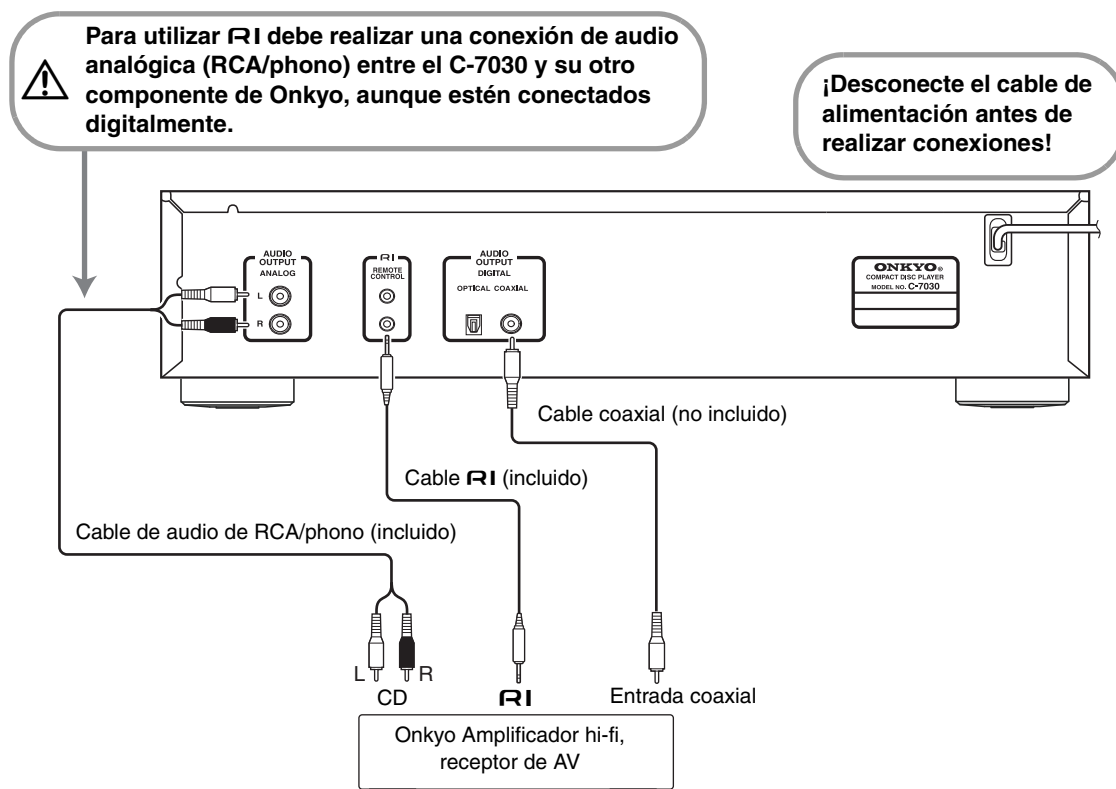 Para utilizar RI debe realizar una conexión de audio
analógica (RCA/phono) entre el C-7030 y su otro
componente de Onkyo, aunque estén conectados
digitalmente.
¡Desconecte el cable de
alimentación antes de
realizar conexiones!
AUDIO
OUTPUT
ANALOG
L
R
RI
REMOTE
CONTROL
AUDIO
OUTPUT
DIGITAL
OPTICAL COAXIAL
ONKYO®
COMPACT DISC PLAYER
MODEL NO. C-7030
Cable coaxial (no incluido)
Cable RI (incluido)
Cable de audio de RCA/phono (incluido)
L R
CD
RI
Entrada coaxial
Onkyo Amplificador hi-fi,
receptor de AV